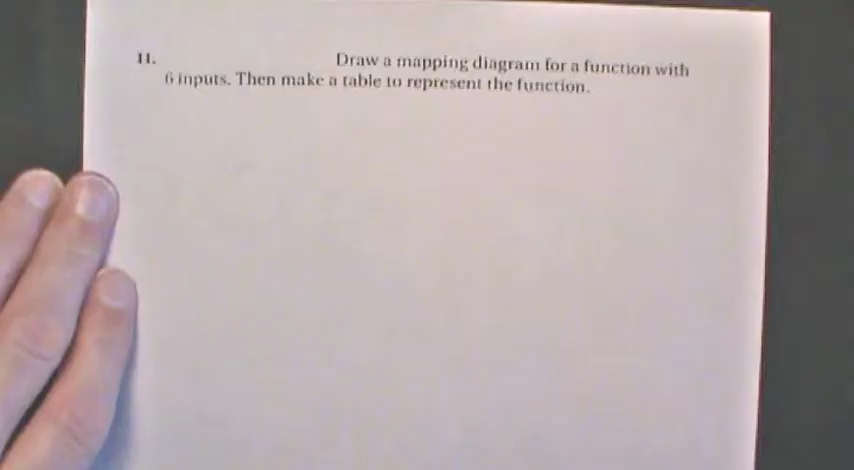 11. Draw a mapping diagram for a function with
6 inputs. Then make a table to represent the function.